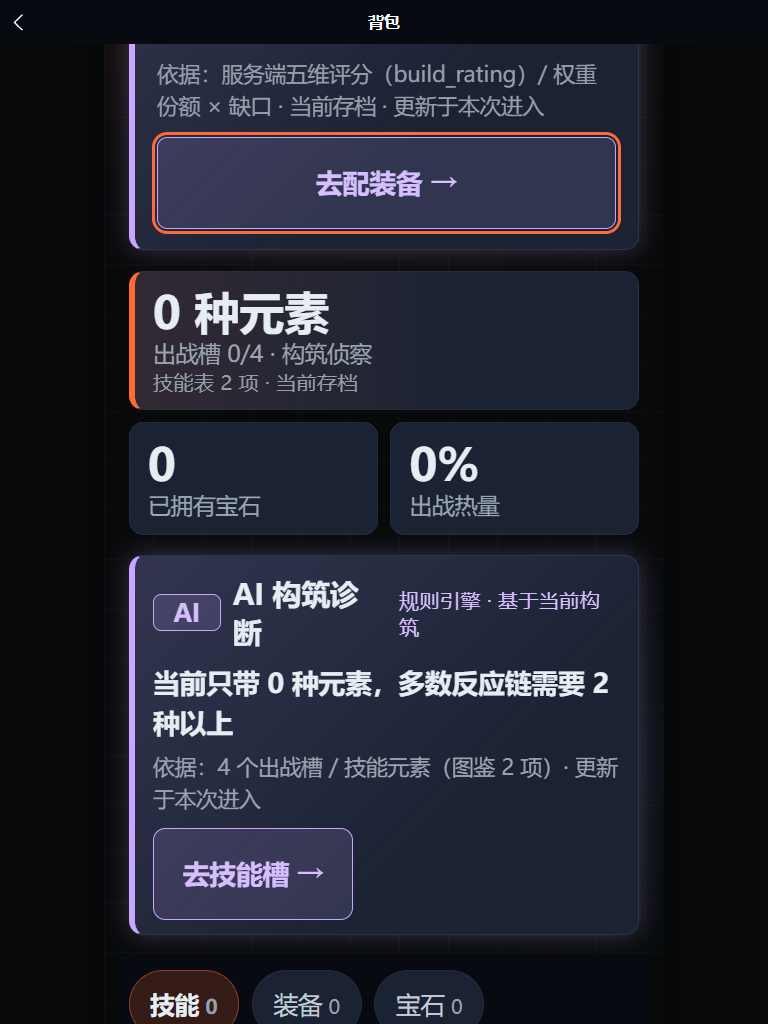 背包
依据：服务端五维评分（build_rating）/ 权重
份额 × 缺口 · 当前存档 · 更新于本次进入
去配装备 →
0 种元素
出战槽 0/4 · 构筑侦察
技能表 2 项 · 当前存档
0
已拥有宝石
0%
出战热量
AI
AI 构筑诊
断
规则引擎 · 基于当前构
筑
当前只带 0 种元素，多数反应链需要 2
种以上
依据：4 个出战槽 / 技能元素（图鉴 2 项）· 更新
于本次进入
去技能槽 →
技能 0 装备 0 宝石 0